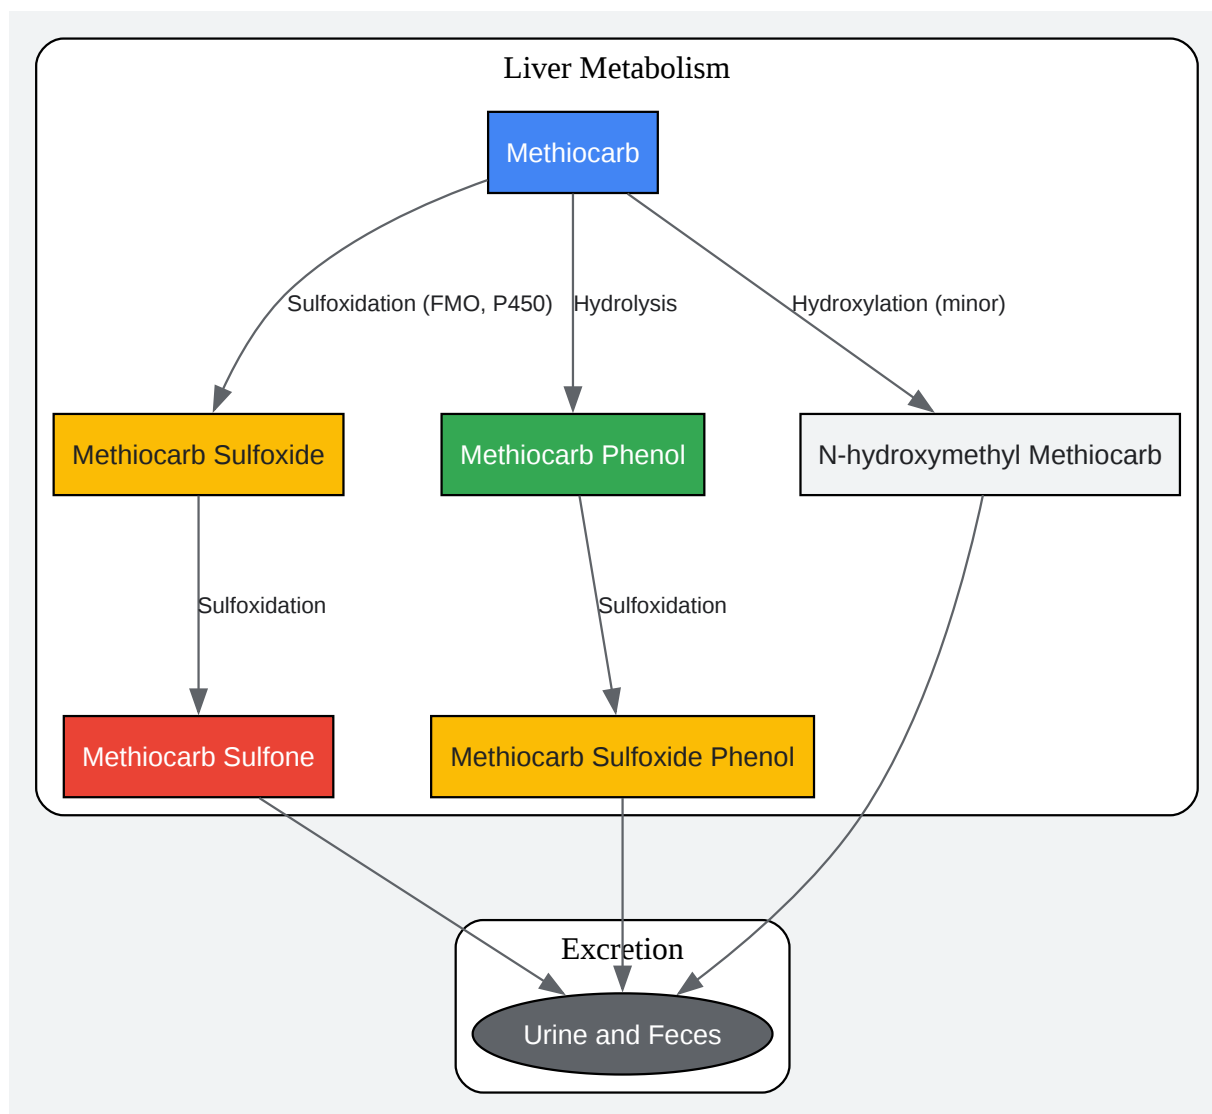 Liver Metabolism
Methiocarb
Sulfoxidation (FMO, P450)
Hydrolysis
Hydroxylation (minor)
Methiocarb Sulfoxide
Methiocarb Phenol
N-hydroxymethyl Methiocarb
Sulfoxidation
Sulfoxidation
Methiocarb Sulfone
Methiocarb Sulfoxide Phenol
Excretion
Urine and Feces